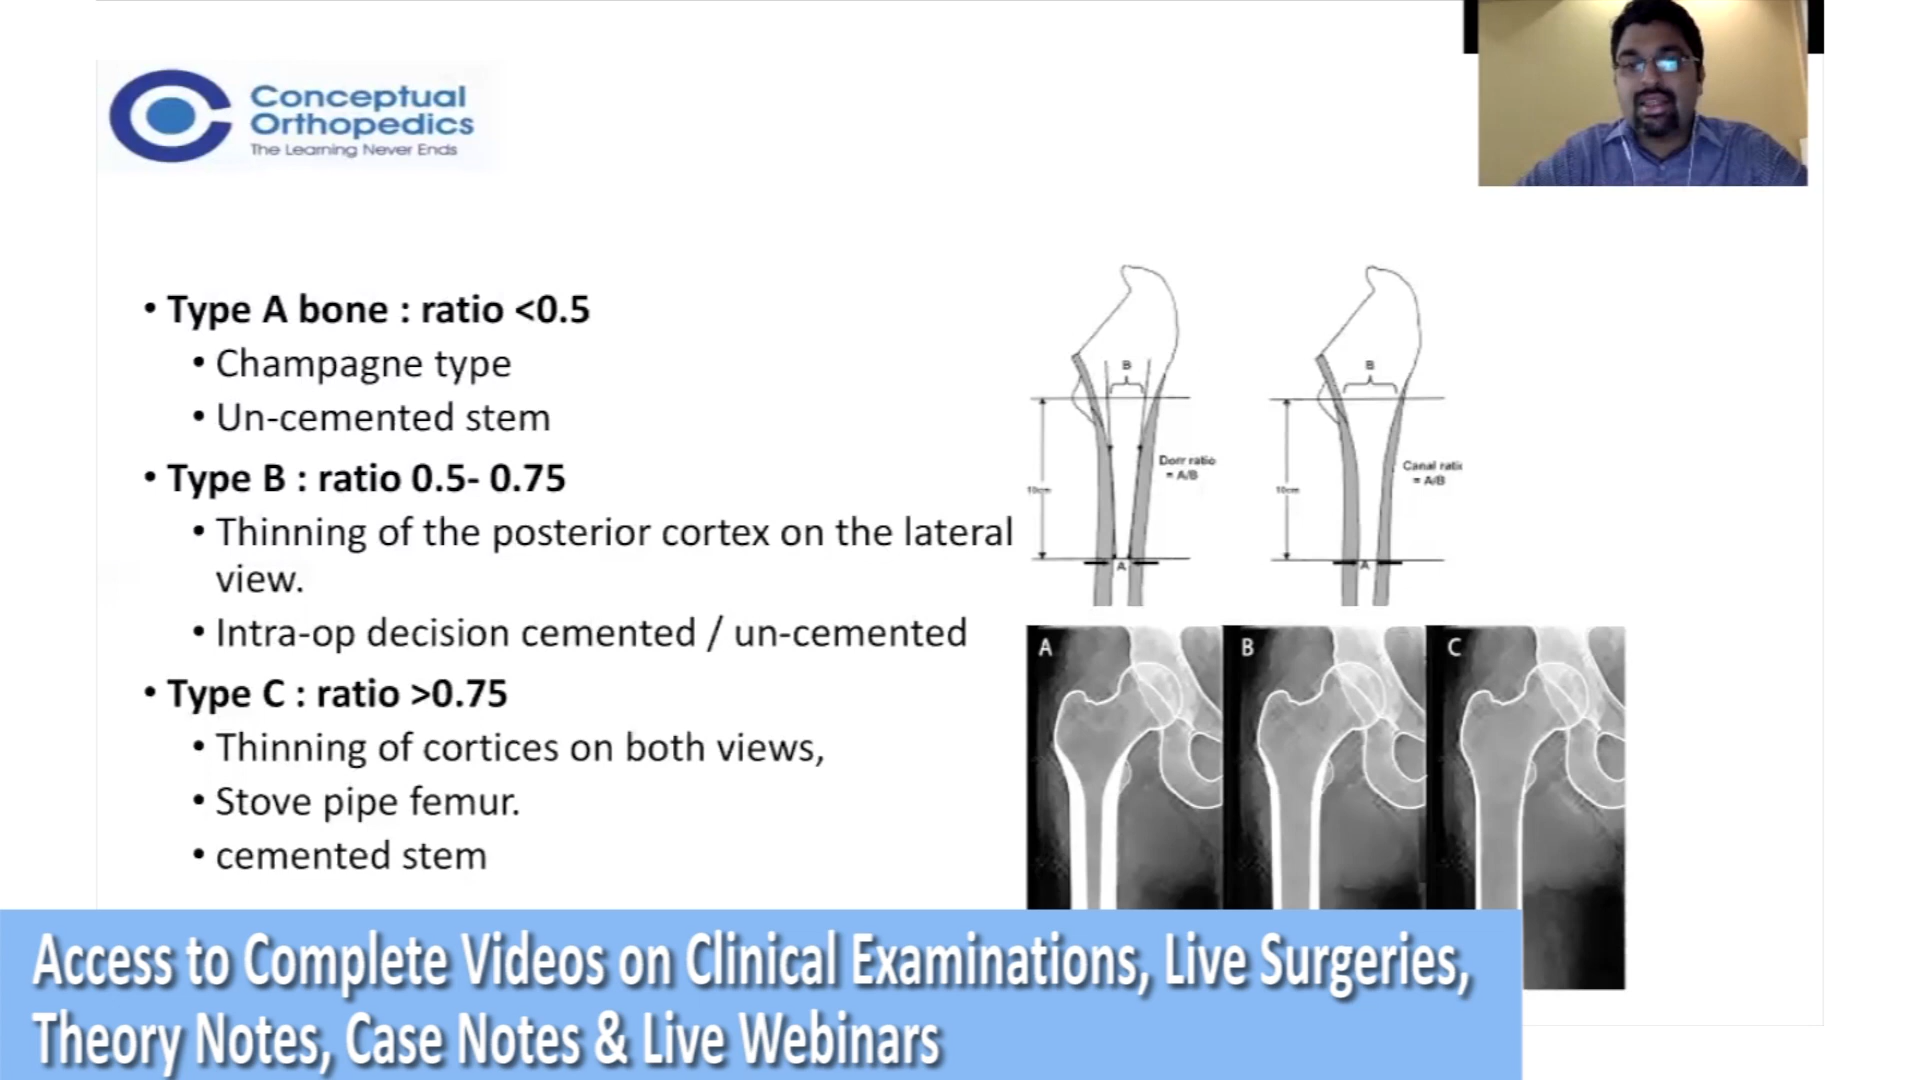 Conceptual
Orthopedics
The Learning Never Ends
• Type A bone : ratio <0.5
• Champagne type
• Un-cemented stem
• Type B : ratio 0.5- 0.75
• Thinning of the posterior cortex on the lateral
view.
• Intra-op decision cemented / un-cemented
• Type C : ratio >0.75
• Thinning of cortices on both views,
• Stove pipe femur.
• cemented stem
B
Dorr ratio
= A/B
10cm
A
B
Canal ratio
= A/B
10cm
A
A
B
C
Access to Complete Videos on Clinical Examinations, Live Surgeries,
Theory Notes, Case Notes & Live Webinars